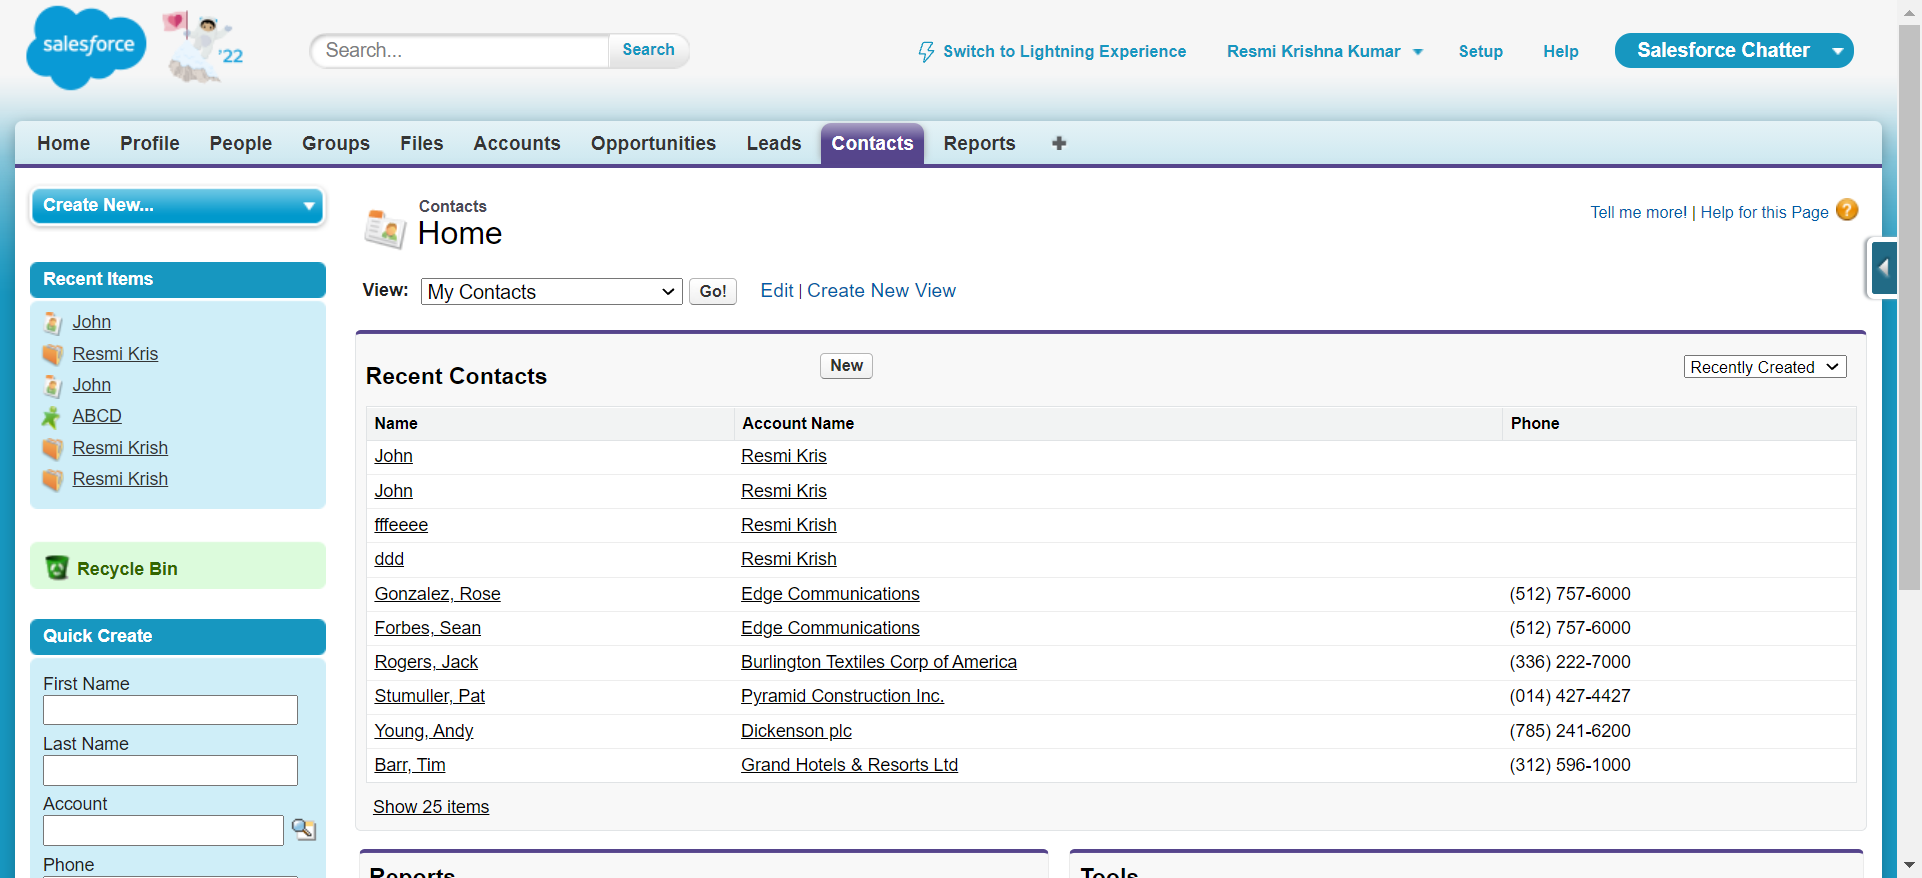 salesforce
'22
Search...
Search
Switch to Lightning Experience
Resmi Krishna Kumar
Setup
Help
Salesforce Chatter
Home Profile People Groups Files Accounts Opportunities Leads Contacts Reports +
Create New...
Recent Items
John
Resmi Kris
John
ABCD
Resmi Krish
Resmi Krish
Recycle Bin
Quick Create
First Name
Last Name
Account
Phone
Contacts
Home
Tell me more! | Help for this Page ?
View: My Contacts Go! Edit | Create New View
Recent Contacts New Recently Created
Name Account Name Phone
John Resmi Kris
John Resmi Kris
fffeeee Resmi Krish
ddd Resmi Krish
Gonzalez, Rose Edge Communications (512) 757-6000
Forbes, Sean Edge Communications (512) 757-6000
Rogers, Jack Burlington Textiles Corp of America (336) 222-7000
Stumuller, Pat Pyramid Construction Inc. (014) 427-4427
Young, Andy Dickenson plc (785) 241-6200
Barr, Tim Grand Hotels & Resorts Ltd (312) 596-1000
Show 25 items
Reports
Tools